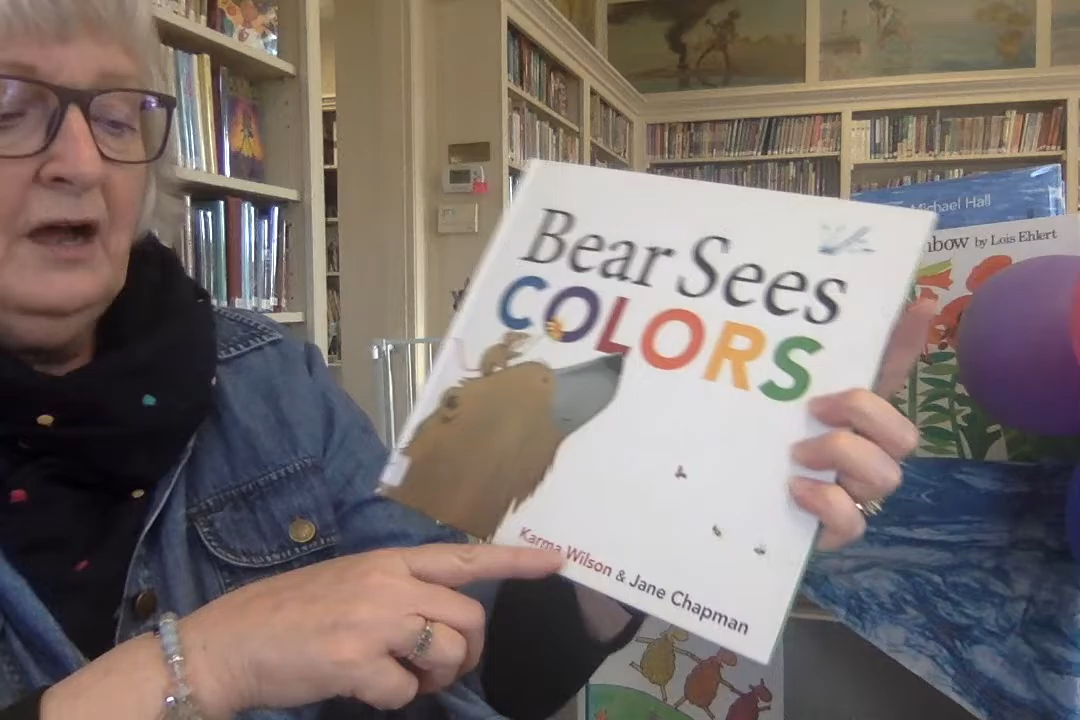 Bear Sees
COLORS
Karma Wilson & Jane Chapman
Michael Hall
nbow by Lois Ehlert